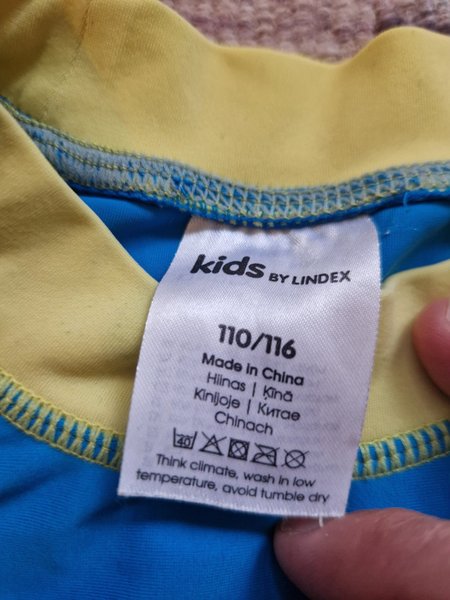 kids BY LINDEX
110/116
Made in China
Hiinas | Ķīnā
Kinijoje | Китае
Chinach
40
Think climate, wash in low
temperature, avoid tumble dry